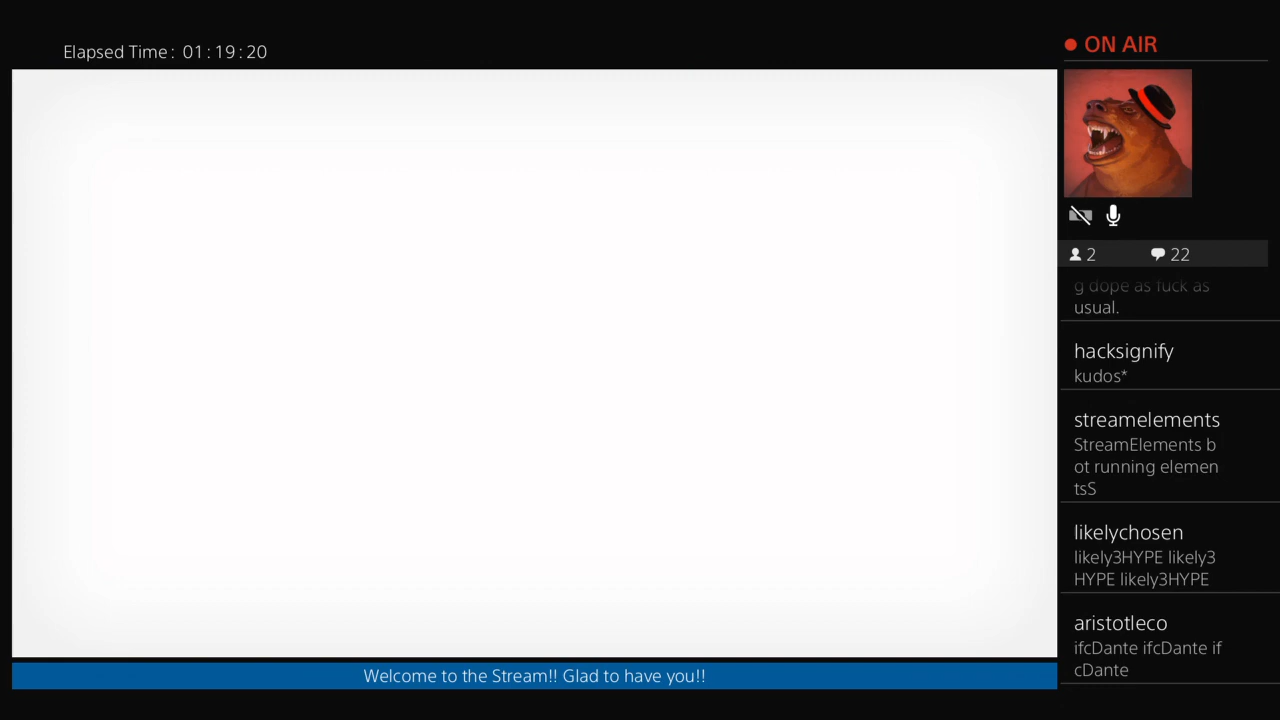 Elapsed Time: 01:19:20
ON AIR
2 22
g dope as fuck as
usual.
hacksignify
kudos*
streamelements
StreamElements b
ot running elemen
tsS
likelychosen
likely3HYPE likely3
HYPE likely3HYPE
aristotleco
ifcDante ifcDante if
cDante
Welcome to the Stream!! Glad to have you!!